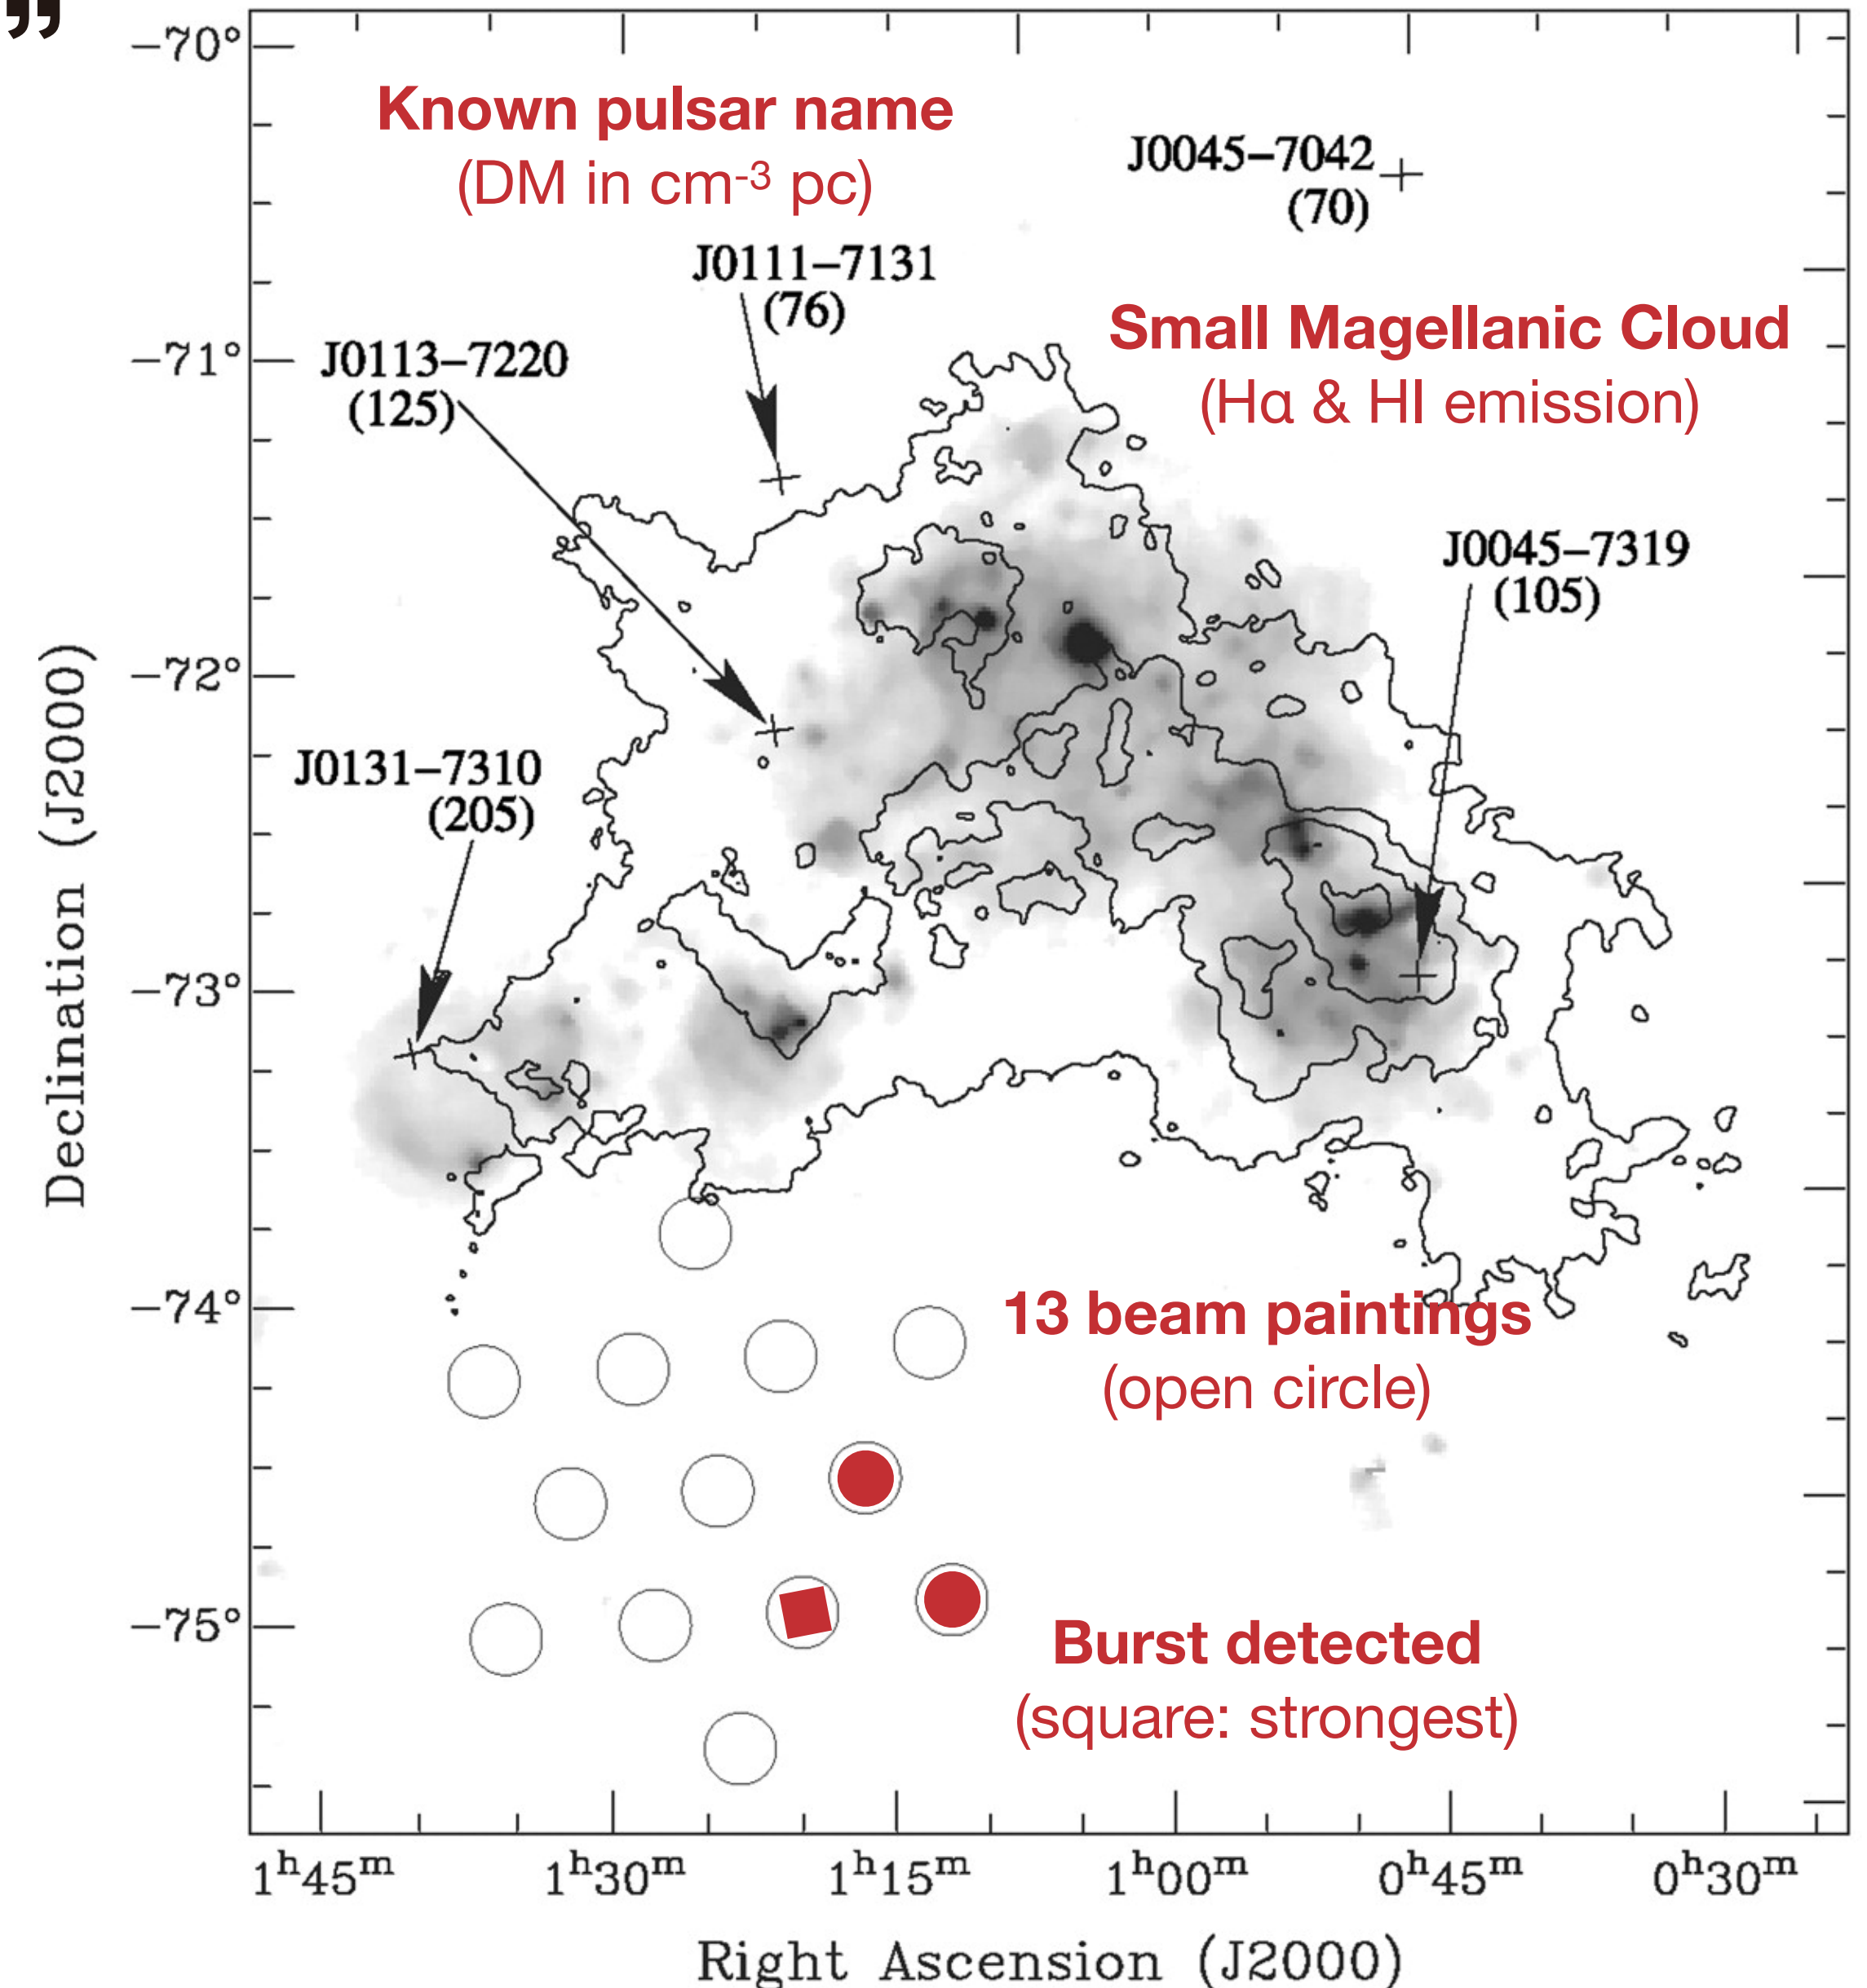 ”
−70°
Known pulsar name
(DM in cm-3 pc)
J0045−7042
(70)
J0111−7131
(76)
Small Magellanic Cloud
(Hα & HI emission)
J0113−7220
(125)
−71°
J0045−7319
(105)
−72°
J0131−7310
(205)
−73°
−74°
13 beam paintings
(open circle)
−75°
Burst detected
(square: strongest)
Declination (J2000)
1h45m 1h30m 1h15m 1h00m 0h45m 0h30m
Right Ascension (J2000)